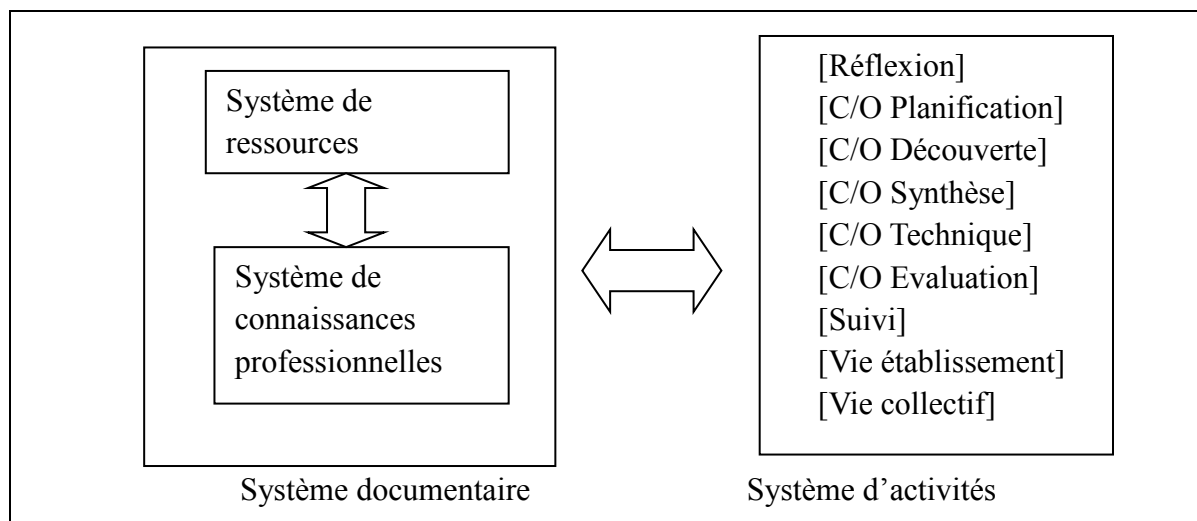 Système de
ressources
Système de
connaissances
professionnelles
Système documentaire
[Réflexion]
[C/O Planification]
[C/O Découverte]
[C/O Synthèse]
[C/O Technique]
[C/O Evaluation]
[Suivi]
[Vie établissement]
[Vie collectif]
Système d’activités